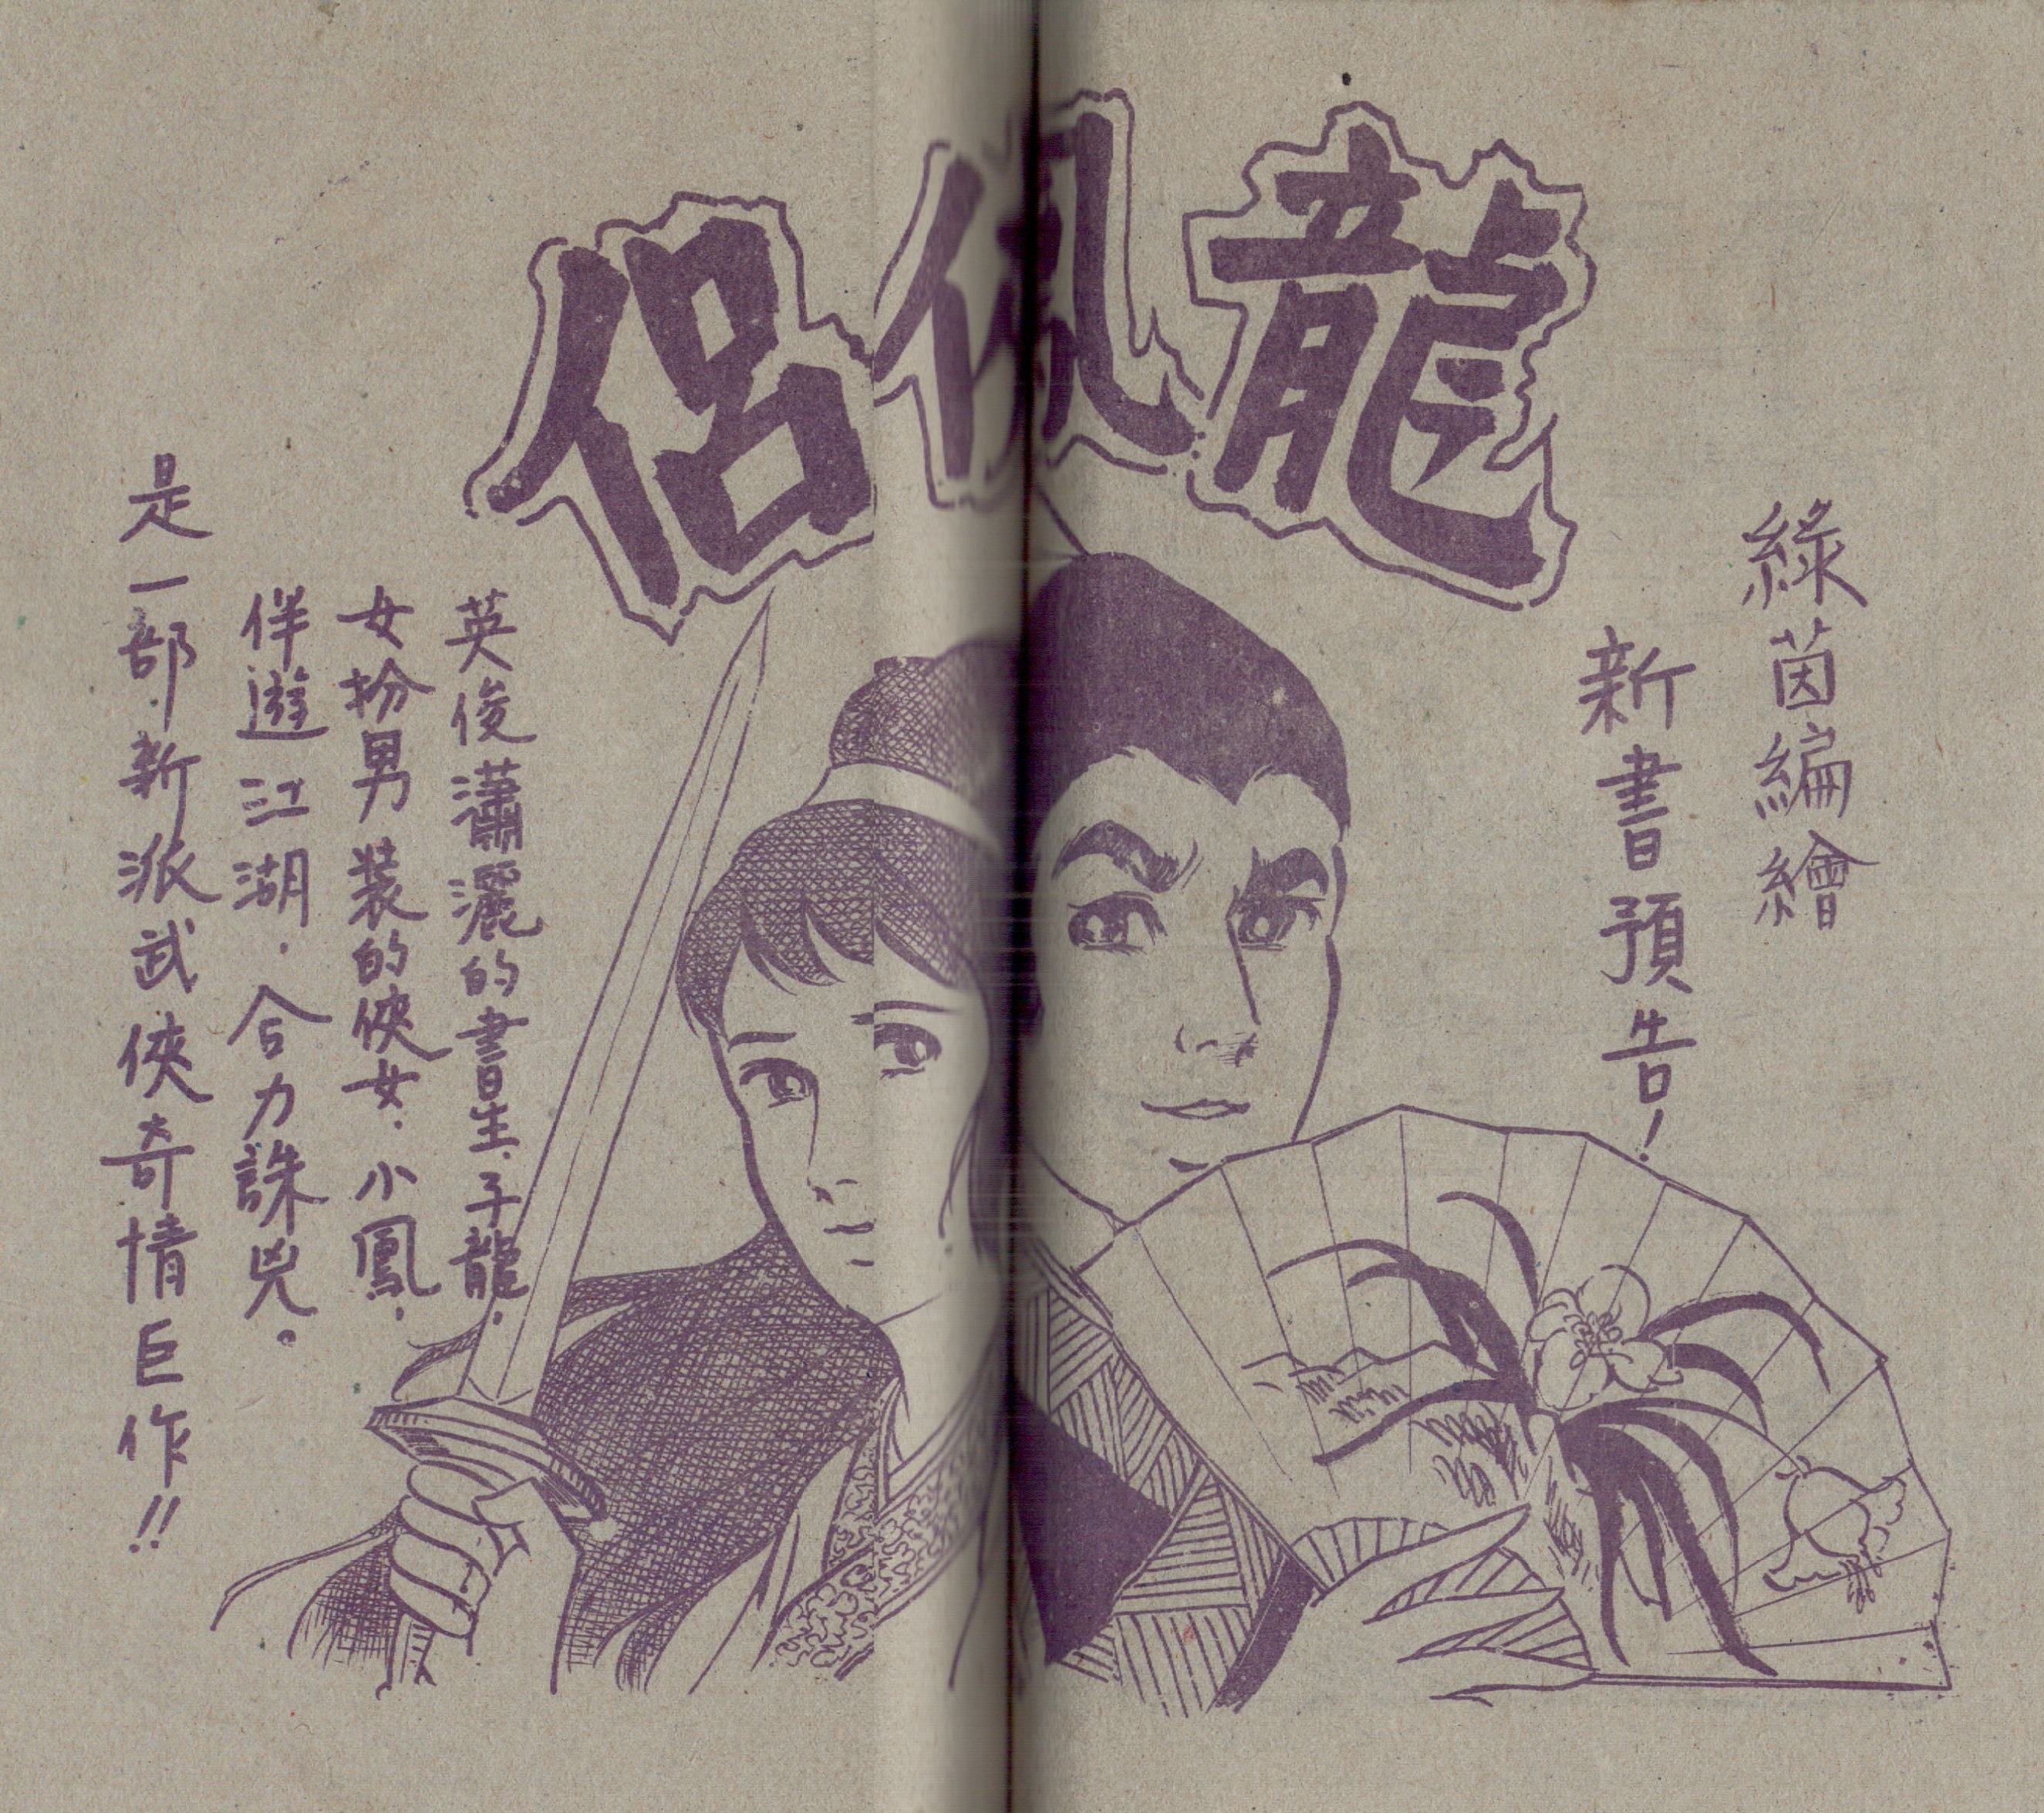 綠茵編繪
新書預告！
龍侶
英俊瀟灑的書生.子龍.
女扮男裝的俠女.小鳳.
伴遊江湖.合力誅兇。
是一部新派武俠奇情巨作!!